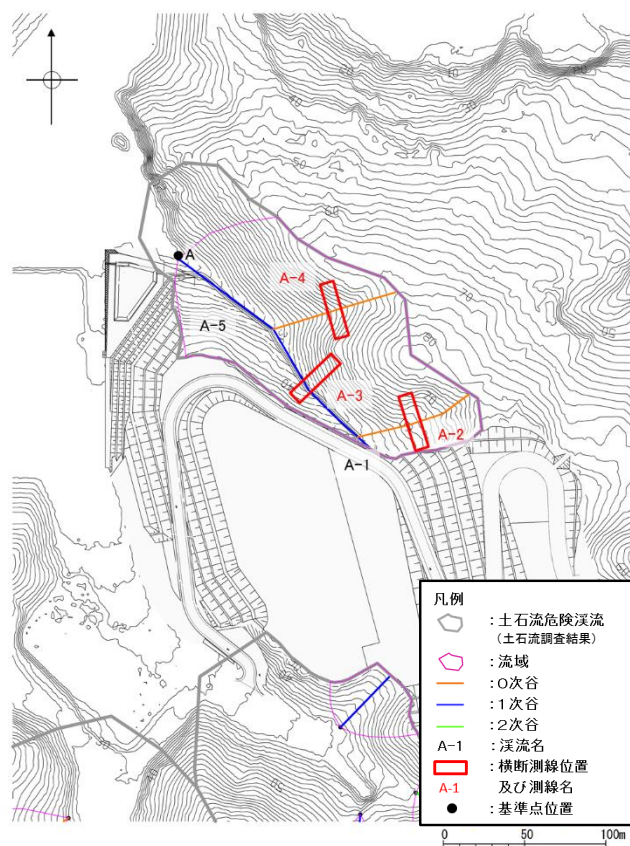 A
A-4
A-5
A-3
A-2
A-1
凡例
：土石流危険渓流
（土石流調査結果）
：流域
：0次谷
：1次谷
：2次谷
A-1 ：渓流名
：横断測線位置
A-1 及び測線名
：基準点位置
0 50 100m